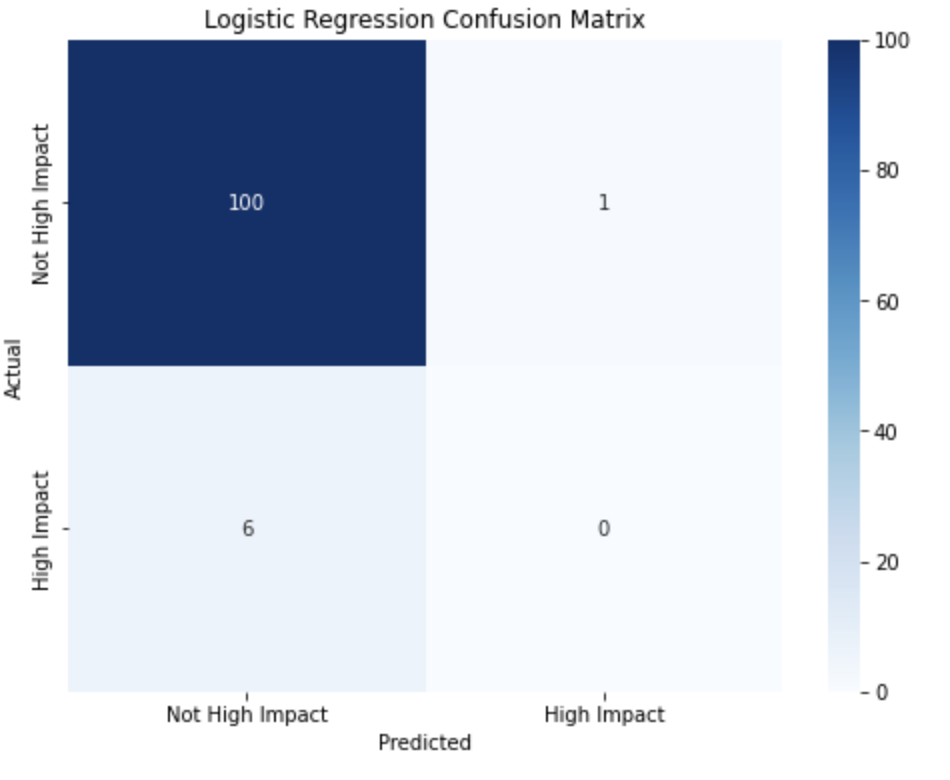 Logistic Regression Confusion Matrix
Actual
Not High Impact
High Impact
100
1
6
0
Not High Impact
High Impact
Predicted
100
80
60
40
20
0